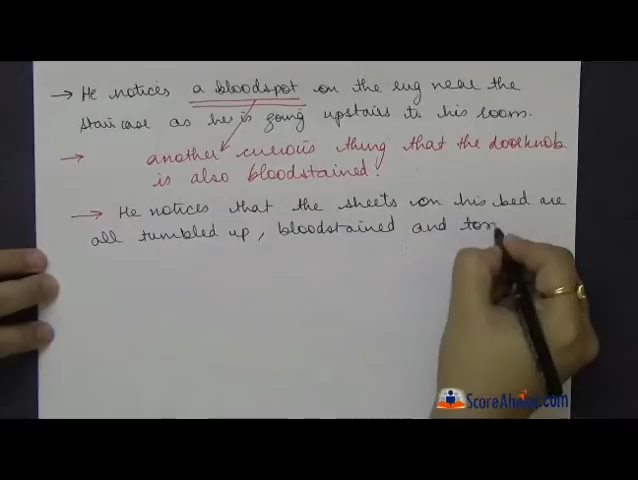 → He notices a bloodspot on the rug near the
staircase as he is going upstairs to his room.
→ another curious thing that the doorknob
is also bloodstained!
→ He notices that the sheets on his bed are
all tumbled up, bloodstained and torn
ScoreAhead.com